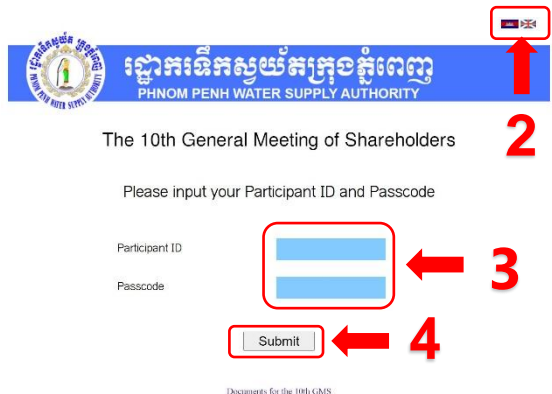 2
រដ្ឋាករទឹកស្វយ័តក្រុងភ្នំពេញ
PHNOM PENH WATER SUPPLY AUTHORITY
The 10th General Meeting of Shareholders
Please input your Participant ID and Passcode
Participant ID
Passcode
3
Submit
4
Documents for the 10th GMS